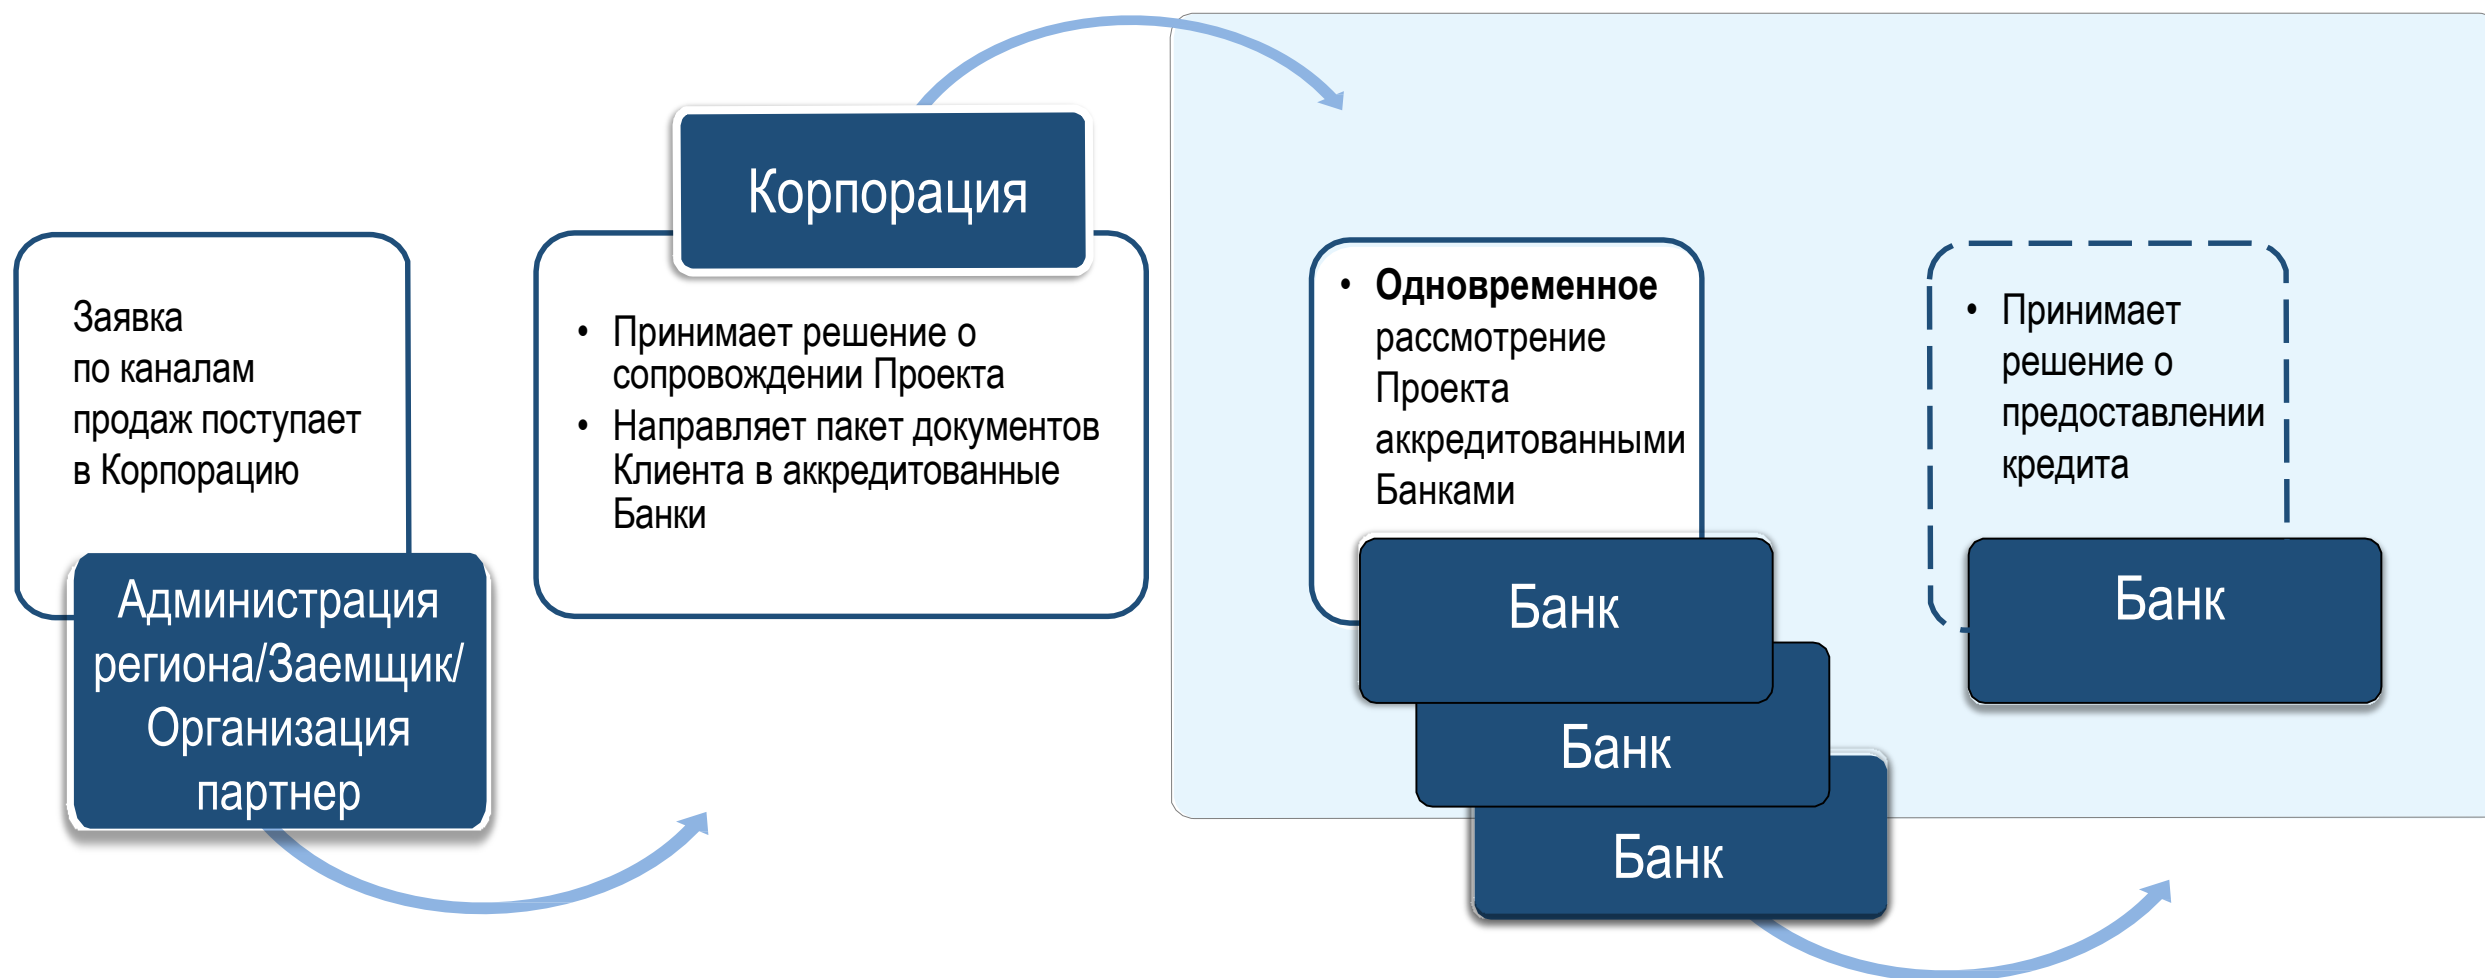 Заявка
по каналам
продаж поступает
в Корпорацию
Администрация
региона/Заемщик/
Организация
партнер
Корпорация
• Принимает решение о
сопровождении Проекта
• Направляет пакет документов
Клиента в аккредитованные
Банки
• Одновременное
рассмотрение
Проекта
аккредитованными
Банками
Банк
Банк
Банк
• Принимает
решение о
предоставлении
кредита
Банк